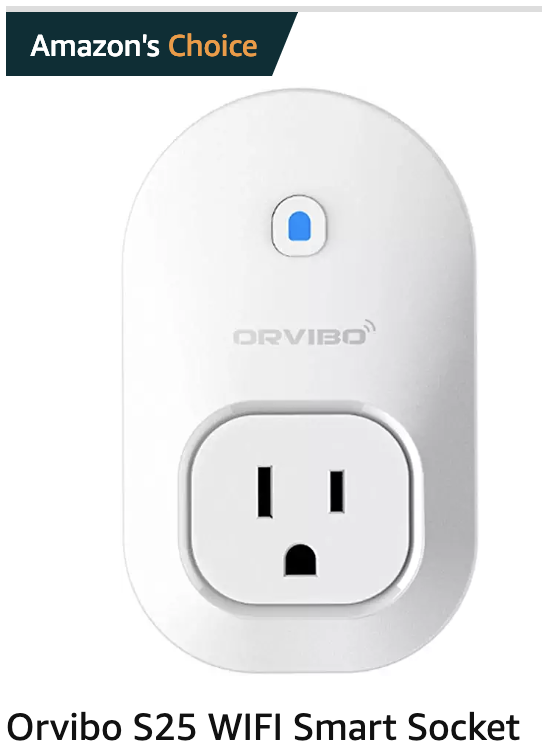 Amazon's Choice
ORVIBO
Orvibo S25 WIFI Smart Socket